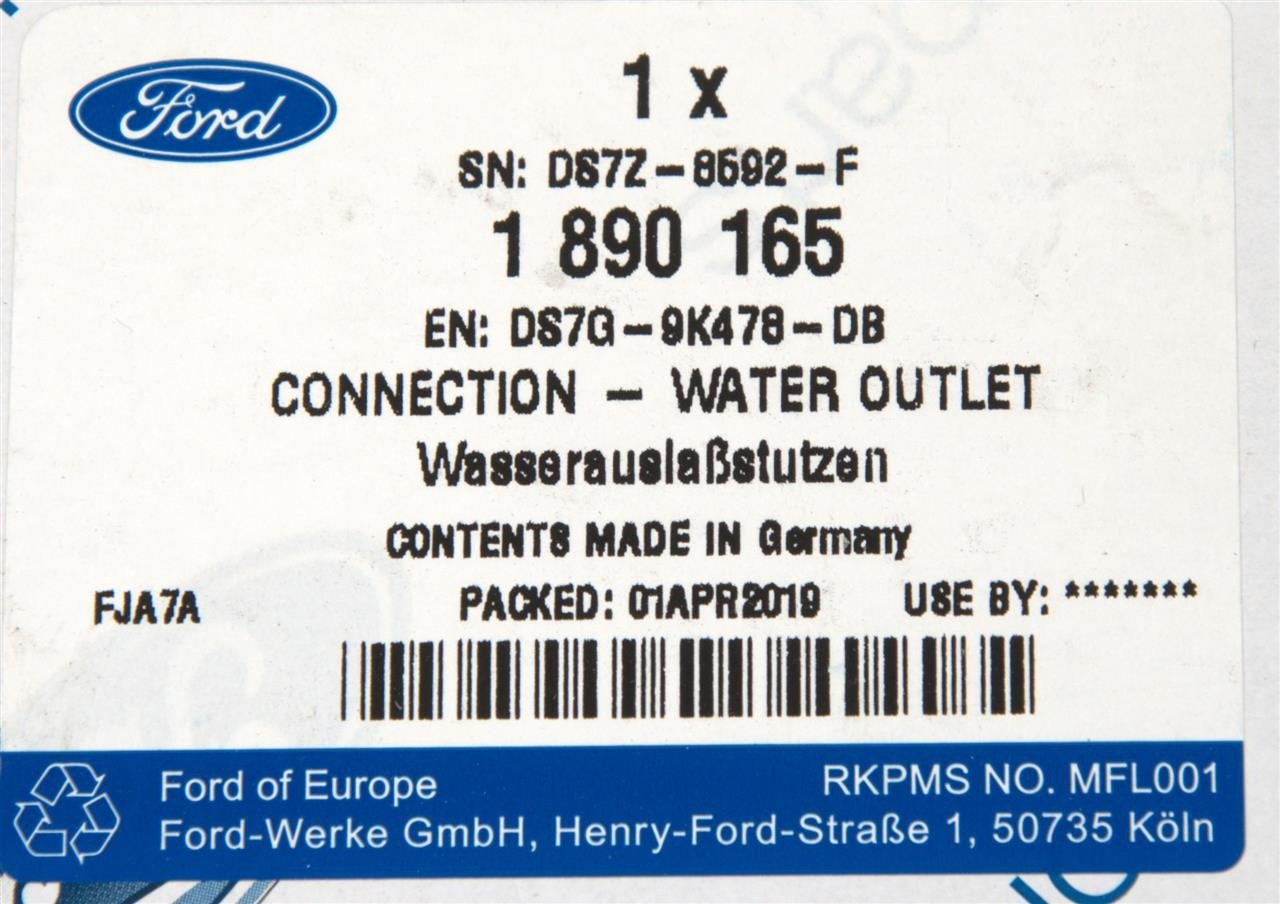 Ford
1 x
SN: DS7Z-8592-F
1 890 165
EN: DS7G-9K478-DB
CONNECTION - WATER OUTLET
Wasserauslaßstutzen
CONTENTS MADE IN Germany
FJA7A PACKED: 01APR2019 USE BY: *******
Ford of Europe RKPMS NO. MFL001
Ford-Werke GmbH, Henry-Ford-Straße 1, 50735 Köln